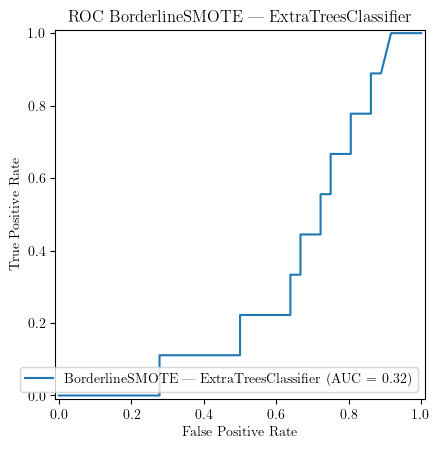 ROC BorderlineSMOTE — ExtraTreesClassifier
True Positive Rate
1.0
0.8
0.6
0.4
0.2
0.0
BorderlineSMOTE — ExtraTreesClassifier (AUC = 0.32)
0.0 0.2 0.4 0.6 0.8 1.0
False Positive Rate